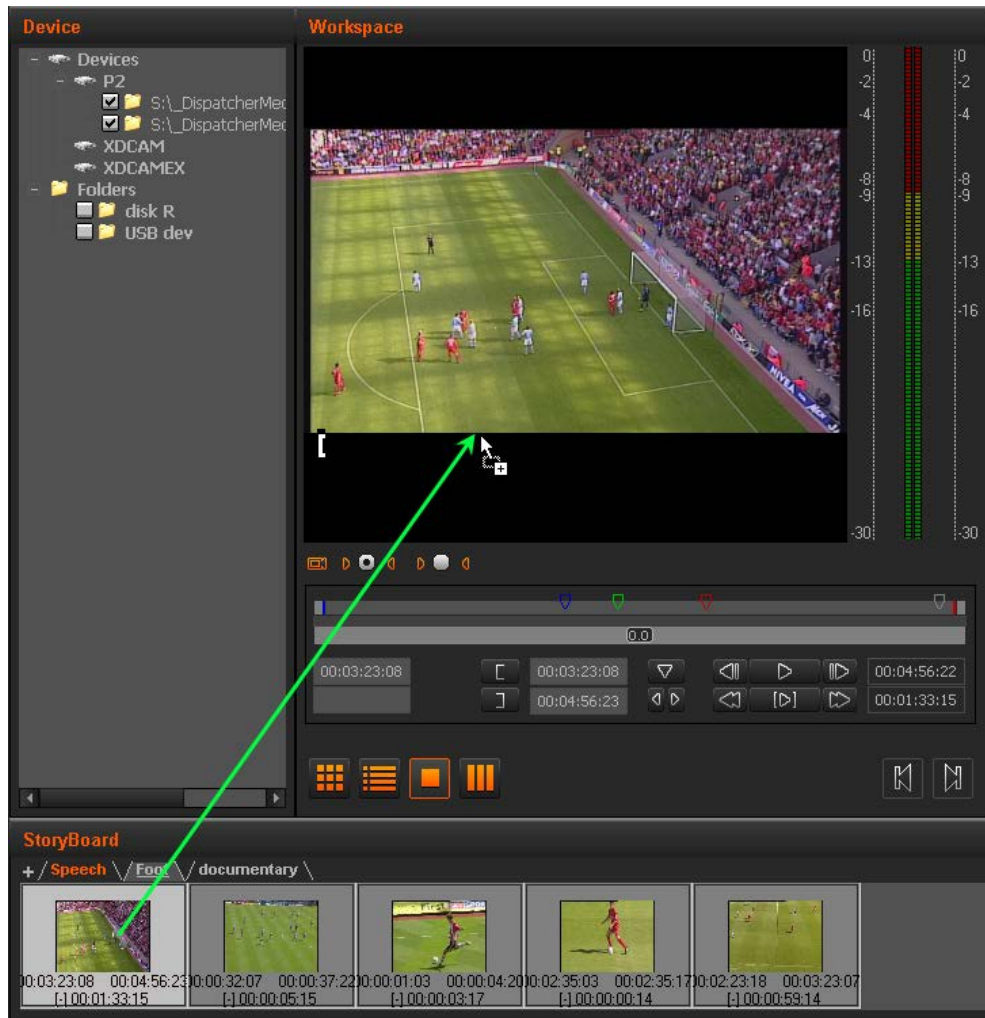 Device
Workspace
- Devices
- P2
S:\_DispatcherMed
S:\_DispatcherMed
XDCAM
XDCAMEX
- Folders
disk R
USB dev
0 0
-2 -2
-4 -4
-8 -8
-9 -9
-13 -13
-16 -16
-30 -30
NIVEA
[
0.0
00:03:23:08 [ 00:03:23:08 00:04:56:22
] 00:04:56:23 00:01:33:15
StoryBoard
+ / Speech \ / Foot \ / documentary \
00:03:23:08 00:04:56:23 00:00:32:07 00:00:37:22 00:00:01:03 00:00:04:20 00:02:35:03 00:02:35:17 00:02:23:18 00:03:23:07
[-] 00:01:33:15 [-] 00:00:05:15 [-] 00:00:03:17 [-] 00:00:00:14 [-] 00:00:59:14